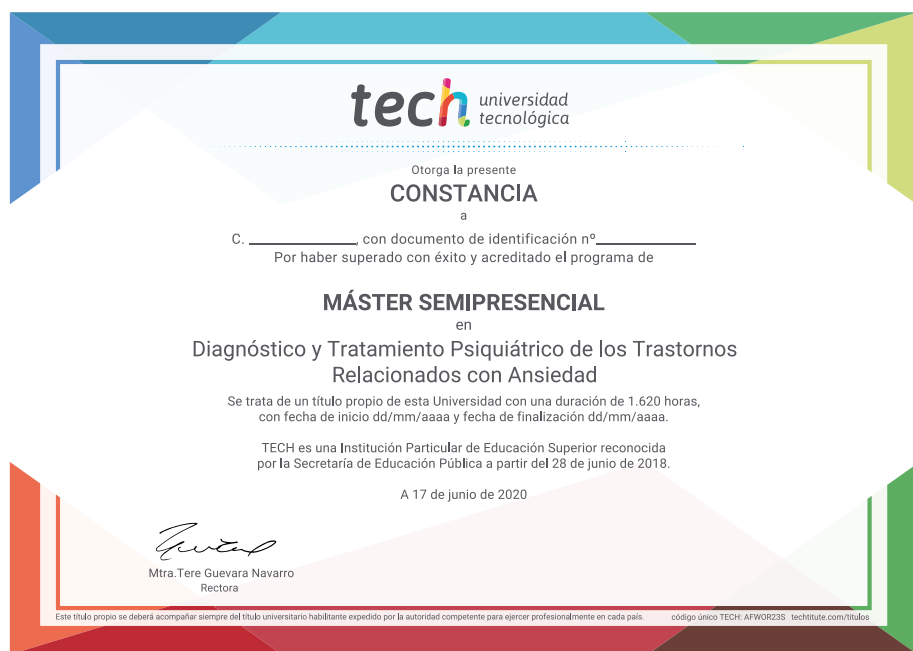 tech universidad
tecnológica
Otorga la presente
CONSTANCIA
a
C. ____________, con documento de identificación nº____________
Por haber superado con éxito y acreditado el programa de
MÁSTER SEMIPRESENCIAL
en
Diagnóstico y Tratamiento Psiquiátrico de los Trastornos
Relacionados con Ansiedad
Se trata de un título propio de esta Universidad con una duración de 1.620 horas,
con fecha de inicio dd/mm/aaaa y fecha de finalización dd/mm/aaaa.
TECH es una Institución Particular de Educación Superior reconocida
por la Secretaría de Educación Pública a partir del 28 de junio de 2018.
A 17 de junio de 2020
Mtra.Tere Guevara Navarro
Rectora
Este título propio se deberá acompañar siempre del título universitario habilitante expedido por la autoridad competente para ejercer profesionalmente en cada país. código único TECH: AFWOR23S techtitute.com/titulos